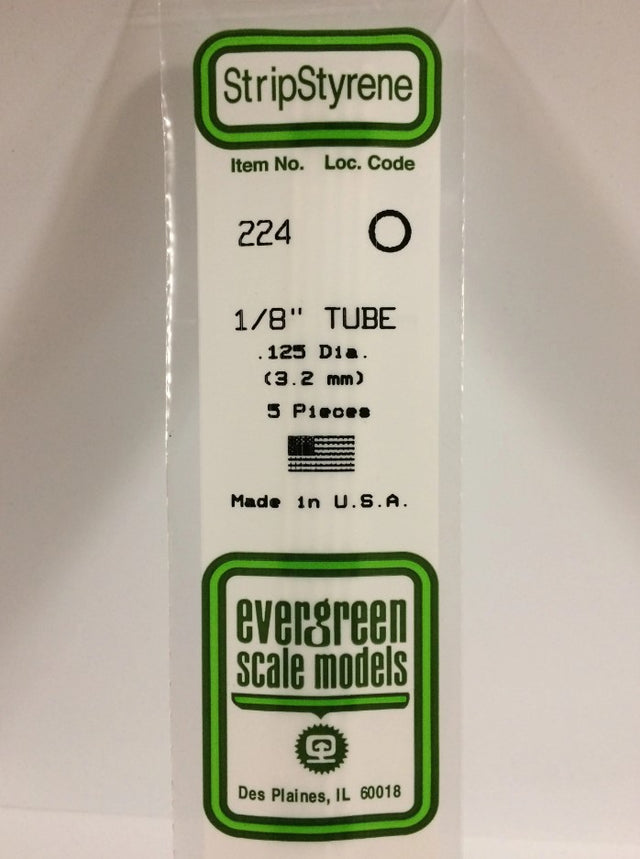 StripStyrene
Item No. Loc. Code
224
1/8" TUBE
.125 Dia.
(3.2 mm)
5 Pieces
Made in U.S.A.
evergreen
scale models
Des Plaines, IL 60018